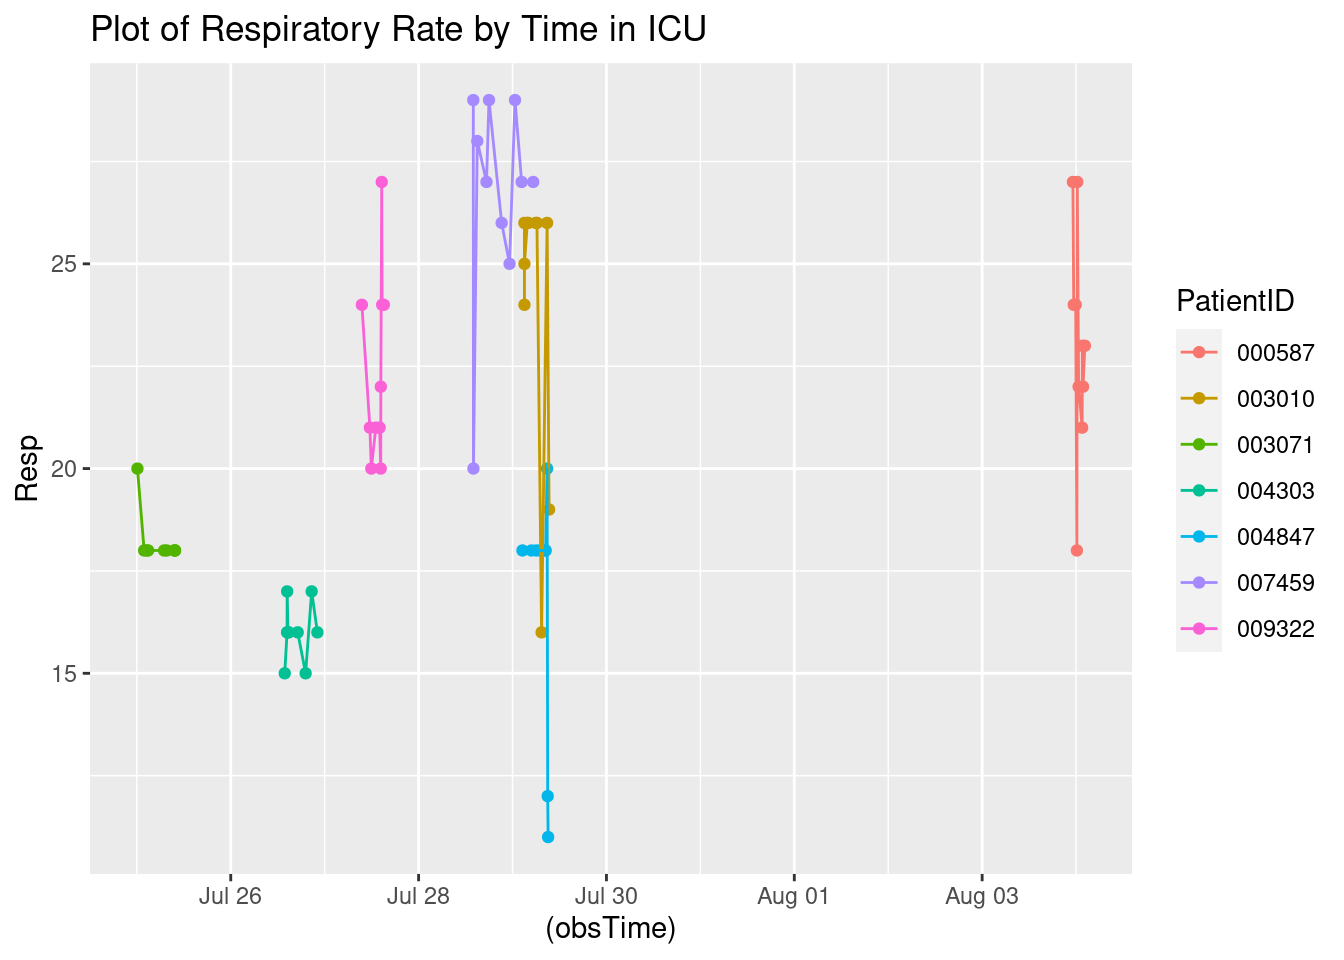 Plot of Respiratory Rate by Time in ICU
Resp
25
20
15
Jul 26 Jul 28 Jul 30 Aug 01 Aug 03
(obsTime)
PatientID
000587
003010
003071
004303
004847
007459
009322